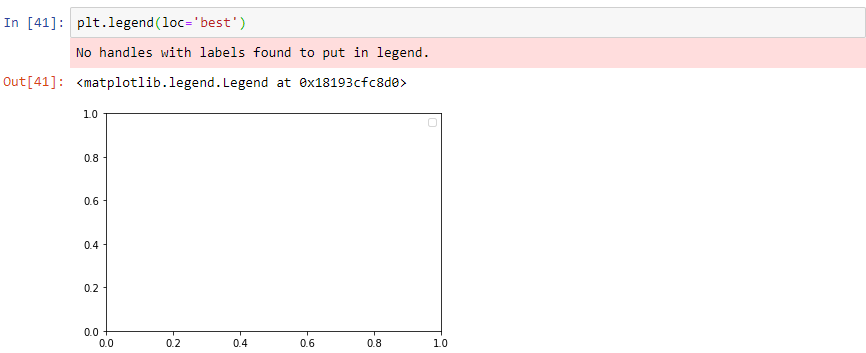 In [41]: plt.legend(loc='best')
No handles with labels found to put in legend.
Out[41]: <matplotlib.legend.Legend at 0x18193cfc8d0>
1.0
0.8
0.6
0.4
0.2
0.0
0.0 0.2 0.4 0.6 0.8 1.0